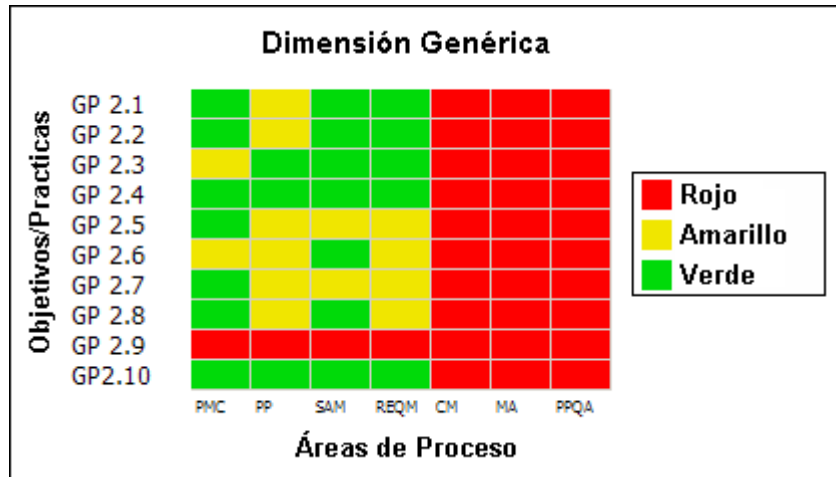 Dimensión Genérica
Objetivos/Practicas
GP 2.1
GP 2.2
GP 2.3
GP 2.4
GP 2.5
GP 2.6
GP 2.7
GP 2.8
GP 2.9
GP2.10
PMC PP SAM REQM CM MA PPQA
Áreas de Proceso
Rojo
Amarillo
Verde